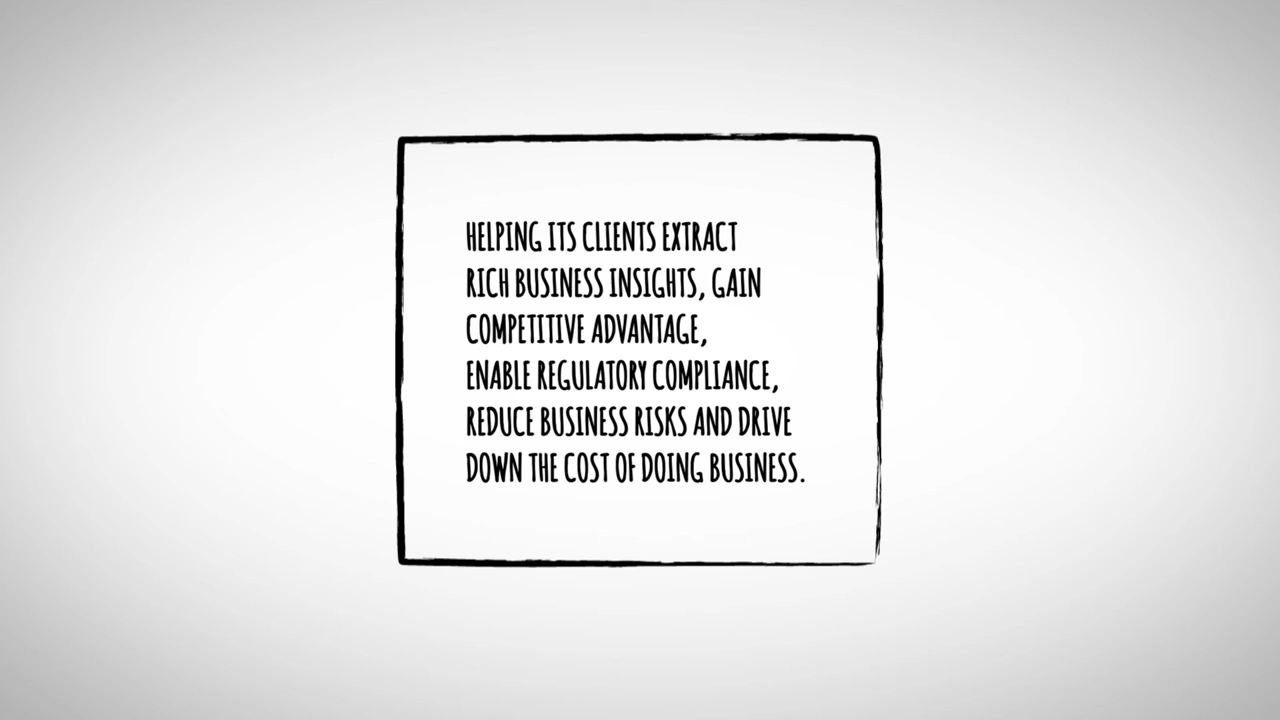 HELPING ITS CLIENTS EXTRACT
RICH BUSINESS INSIGHTS, GAIN
COMPETITIVE ADVANTAGE,
ENABLE REGULATORY COMPLIANCE,
REDUCE BUSINESS RISKS AND DRIVE
DOWN THE COST OF DOING BUSINESS.